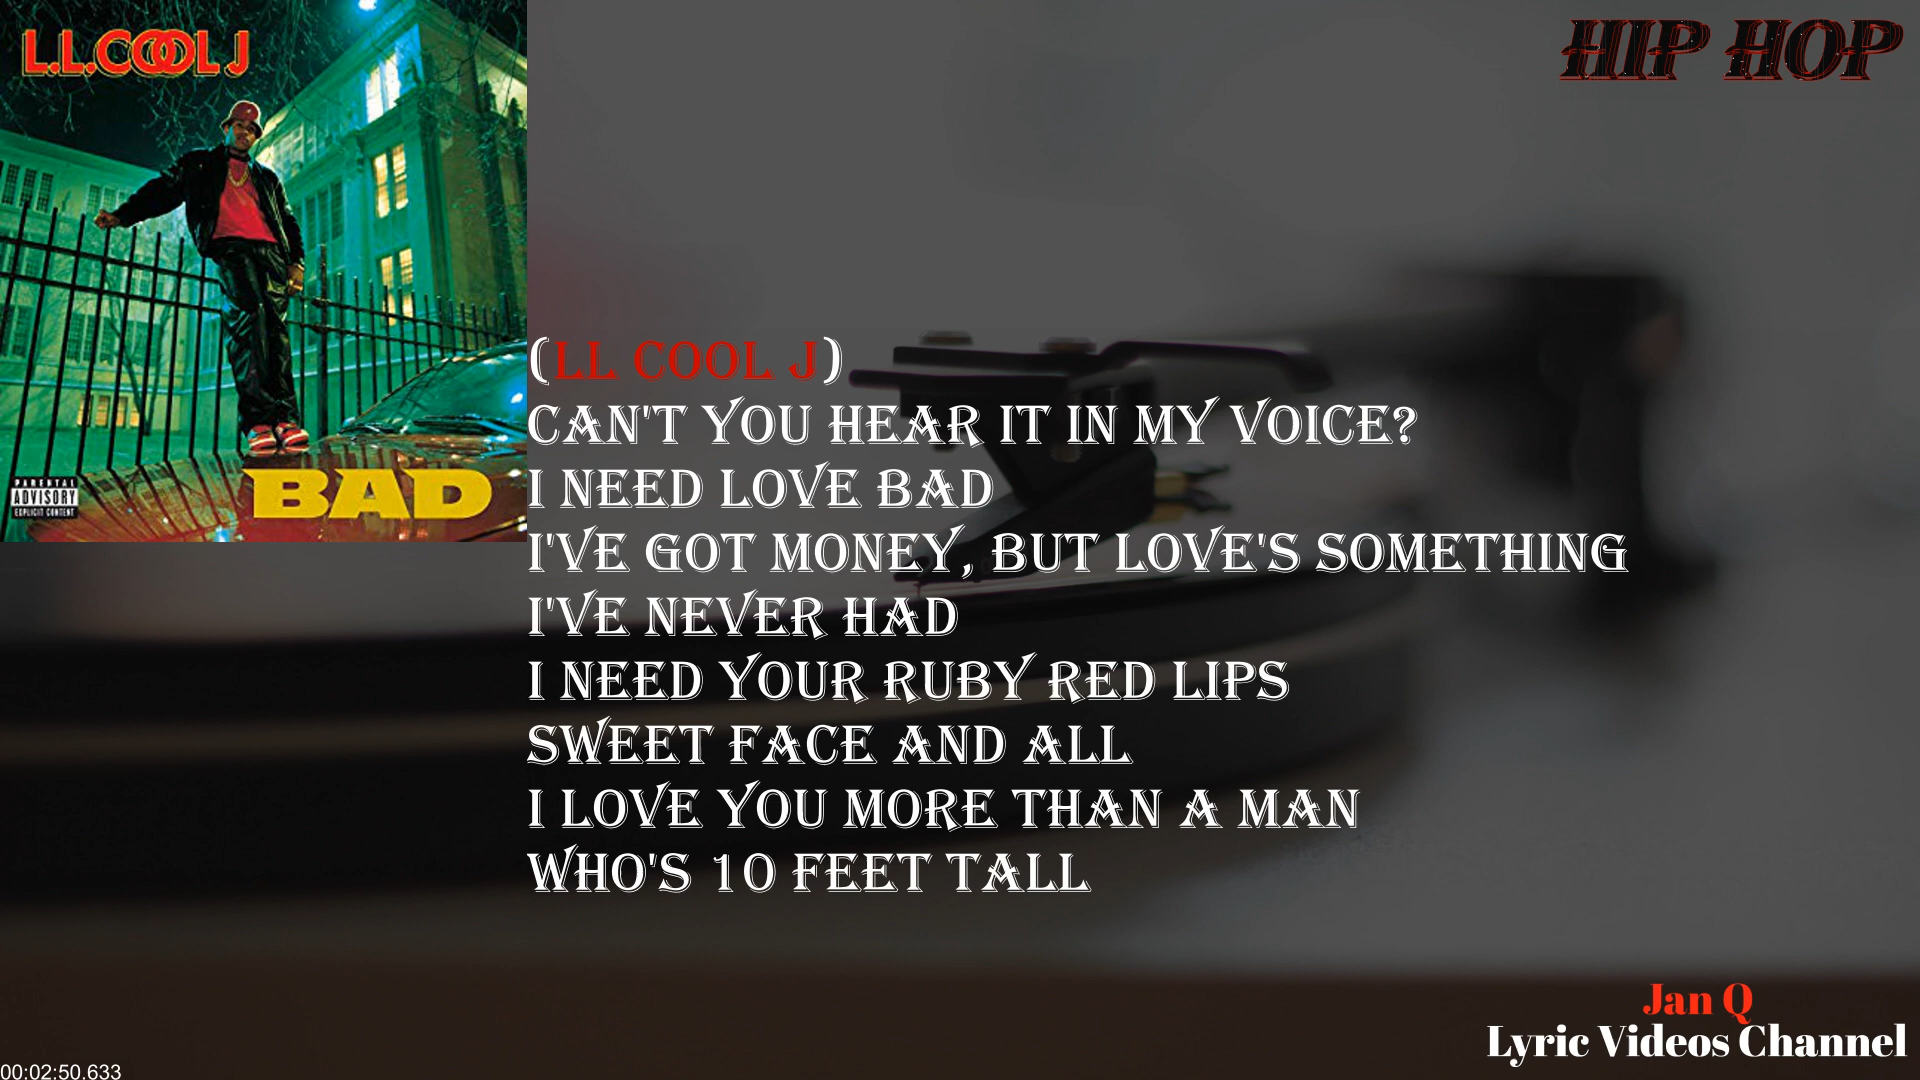 L.L.COOL J
HIP HOP
BAD
PARENTAL
ADVISORY
EXPLICIT CONTENT
(LL COOL J)
CAN'T YOU HEAR IT IN MY VOICE?
I NEED LOVE BAD
I'VE GOT MONEY, BUT LOVE'S SOMETHING
I'VE NEVER HAD
I NEED YOUR RUBY RED LIPS
SWEET FACE AND ALL
I LOVE YOU MORE THAN A MAN
WHO'S 10 FEET TALL
Jan Q
Lyric Videos Channel
00:02:50.633